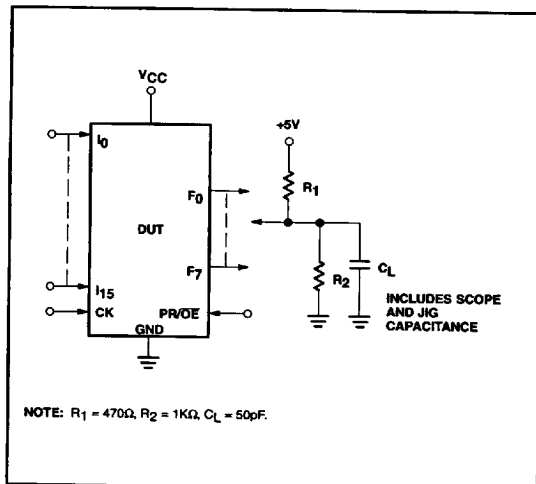 VCC
I0
+5V
R1
F0
DUT
F7
CL
R2
I15
INCLUDES SCOPE
AND JIG
CAPACITANCE
CK
PR/OE
GND
NOTE: R1 = 470Ω, R2 = 1KΩ, CL = 50pF.